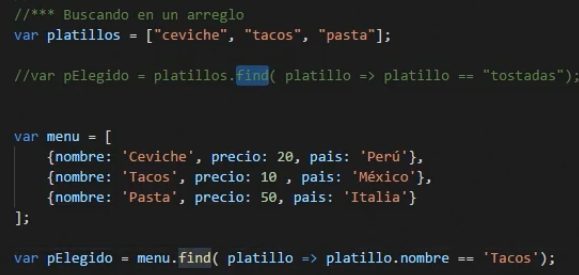 //*** Buscando en un arreglo
var platillos = ["ceviche", "tacos", "pasta"];
//var pElegido = platillos.find( platillo => platillo == "tostadas");
var menu = [
    {nombre: 'Ceviche', precio: 20, pais: 'Perú'},
    {nombre: 'Tacos', precio: 10 , pais: 'México'},
    {nombre: 'Pasta', precio: 50, pais: 'Italia'}
];
var pElegido = menu.find( platillo => platillo.nombre == 'Tacos');